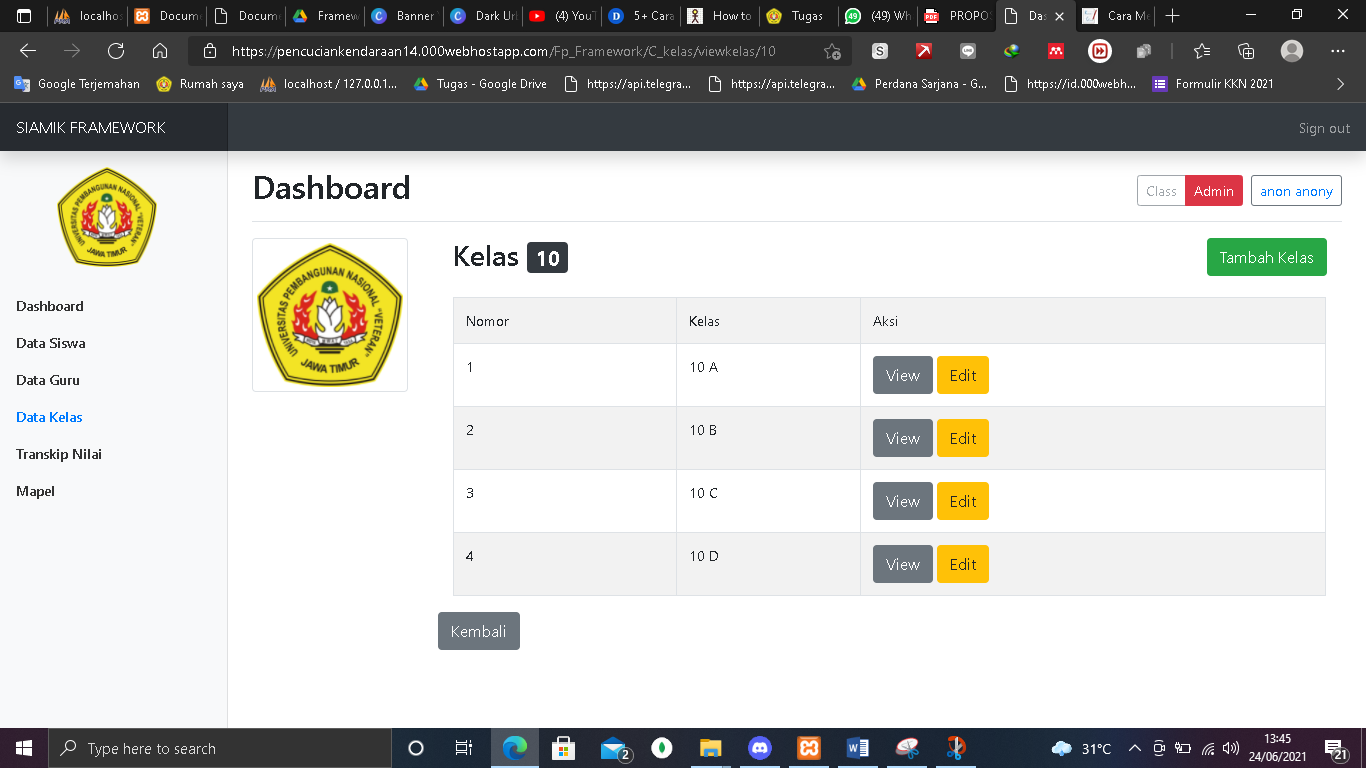 localhos Docume Docume Framew Banner Dark Url (4) YouT 5+ Cara How to Tugas (49) Wh PROPO Das Cara Me
https://pencuciankendaraan14.000webhostapp.com/Fp_Framework/C_kelas/viewkelas/10
Google Terjemahan Rumah saya localhost / 127.0.0.1... Tugas - Google Drive https://api.telegra... https://api.telegra... Perdana Sarjana - G... https://id.000webh... Formulir KKN 2021
SIAMIK FRAMEWORK Sign out
UNIVERSITAS PEMBANGUNAN NASIONAL "VETERAN"
JAWA TIMUR
Dashboard
Data Siswa
Data Guru
Data Kelas
Transkip Nilai
Mapel
Dashboard Class Admin anon anony
UNIVERSITAS PEMBANGUNAN NASIONAL "VETERAN"
JAWA TIMUR
Kelas 10 Tambah Kelas
Nomor Kelas Aksi
1 10 A View Edit
2 10 B View Edit
3 10 C View Edit
4 10 D View Edit
Kembali
Type here to search 2 31°C 13:45
24/06/2021 21